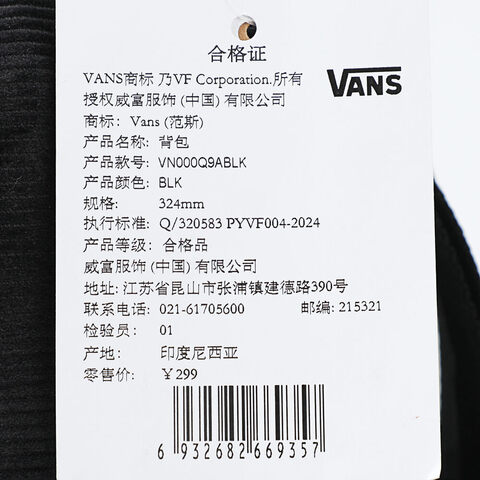 合格证
VANS商标 乃VF Corporation.所有
VANS
授权威富服饰 (中国) 有限公司
商标: Vans (范斯)
产品名称: 背包
产品款号: VN000Q9ABLK
产品颜色: BLK
规格: 324mm
执行标准: Q/320583 PYVF004-2024
产品等级: 合格品
威富服饰 (中国) 有限公司
地址: 江苏省昆山市张浦镇建德路390号
联系电话: 021-61705600 邮编: 215321
检验员: 01
产地: 印度尼西亚
零售价: ￥299
6 932682 669357